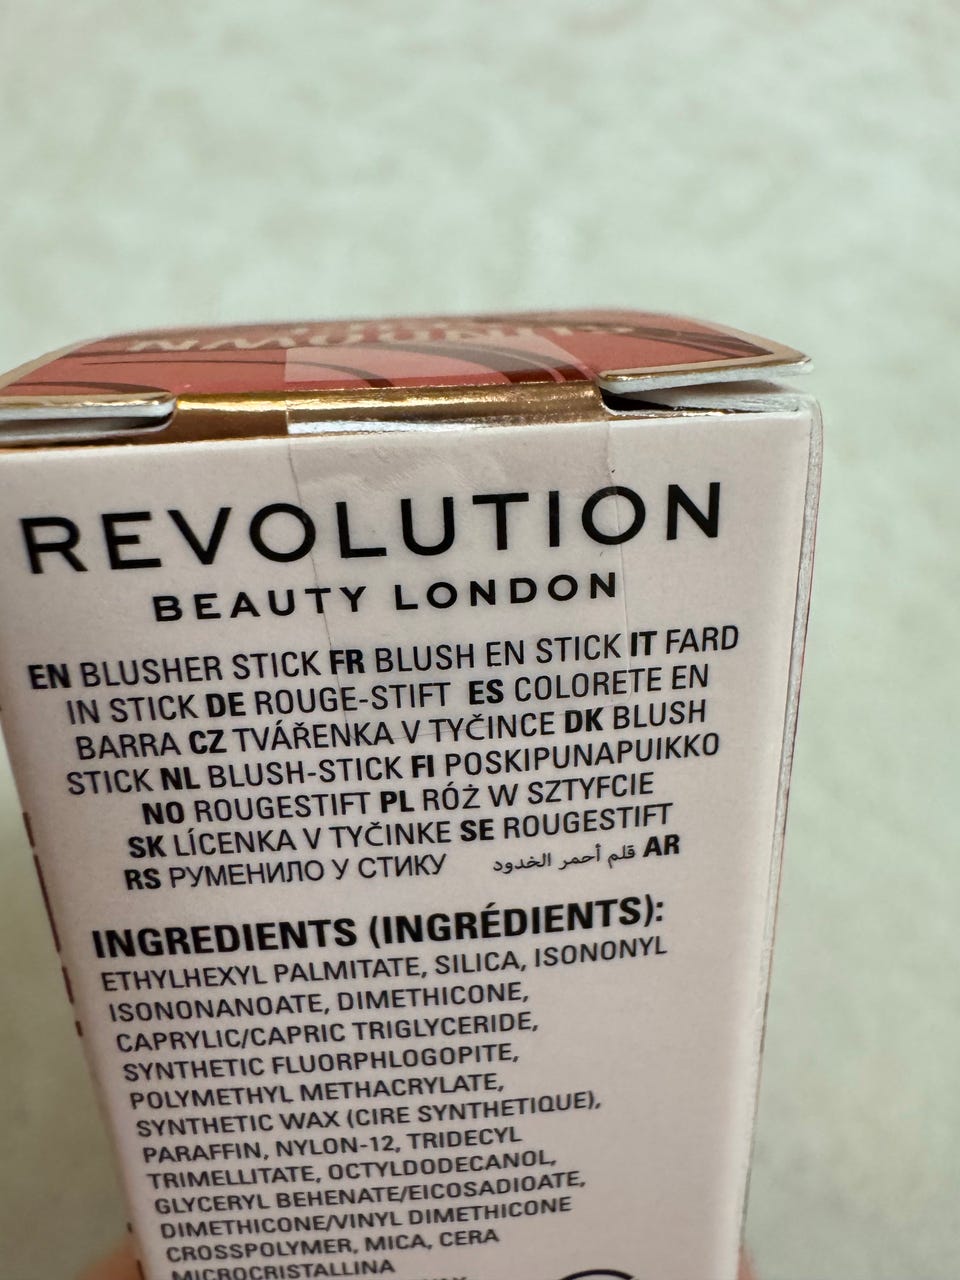 REVOLUTION
BEAUTY LONDON
EN BLUSHER STICK FR BLUSH EN STICK IT FARD
IN STICK DE ROUGE-STIFT ES COLORETE EN
BARRA CZ TVÁŘENKA V TYČINCE DK BLUSH
STICK NL BLUSH-STICK FI POSKIPUNAPUIKKO
NO ROUGESTIFT PL RÓŻ W SZTYFCIE
SK LÍCENKA V TYČINKE SE ROUGESTIFT
RS РУМЕНИЛО У СТИКУ AR قلم أحمر الخدود
INGREDIENTS (INGRÉDIENTS):
ETHYLHEXYL PALMITATE, SILICA, ISONONYL
ISONONANOATE, DIMETHICONE,
CAPRYLIC/CAPRIC TRIGLYCERIDE,
SYNTHETIC FLUORPHLOGOPITE,
POLYMETHYL METHACRYLATE,
SYNTHETIC WAX (CIRE SYNTHETIQUE),
PARAFFIN, NYLON-12, TRIDECYL
TRIMELLITATE, OCTYLDODECANOL,
GLYCERYL BEHENATE/EICOSADIOATE,
DIMETHICONE/VINYL DIMETHICONE
CROSSPOLYMER, MICA, CERA
MICROCRISTALLINA